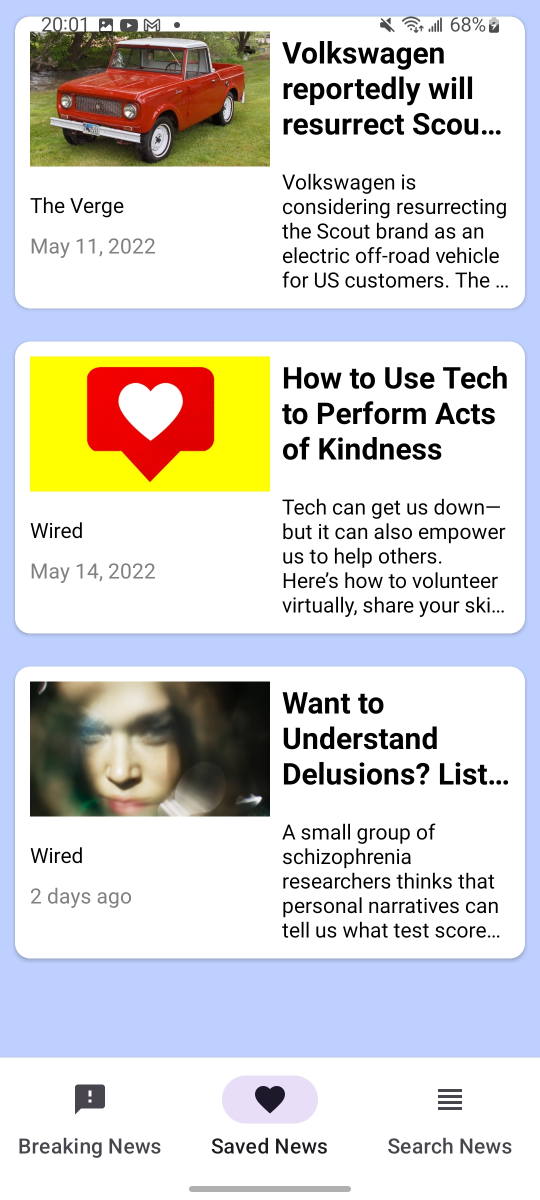 20:01
68%
Volkswagen
reportedly will
resurrect Scou...
Volkswagen is
considering resurrecting
the Scout brand as an
electric off-road vehicle
for US customers. The ...
The Verge
May 11, 2022
How to Use Tech
to Perform Acts
of Kindness
Tech can get us down—
but it can also empower
us to help others.
Here’s how to volunteer
virtually, share your ski...
Wired
May 14, 2022
Want to
Understand
Delusions? List...
A small group of
schizophrenia
researchers thinks that
personal narratives can
tell us what test score...
Wired
2 days ago
Breaking News
Saved News
Search News